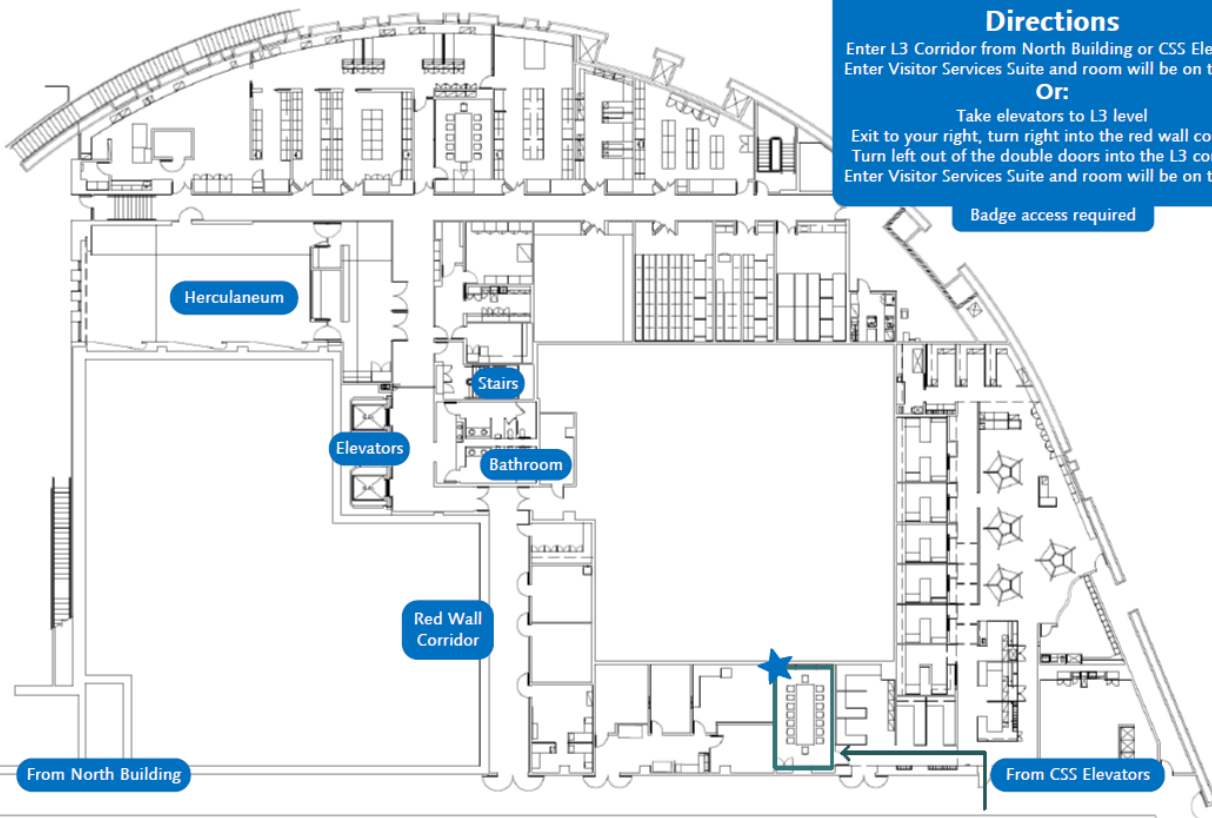 Directions
Enter L3 Corridor from North Building or CSS
Enter Visitor Services Suite and room will be on
Or:
Take elevators to L3 level
Exit to your right, turn right into the red wall
Turn left out of the double doors into the L3
Enter Visitor Services Suite and room will be on
Badge access required
Herculaneum
Stairs
Elevators
Bathroom
Red Wall
Corridor
From North Building
From CSS Elevators